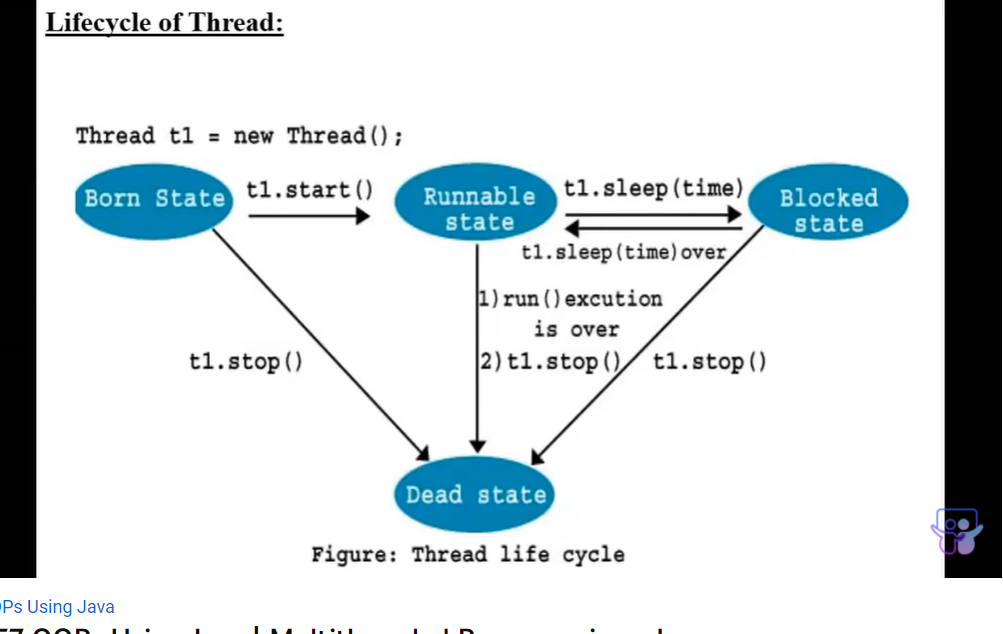 Lifecycle of Thread:
Thread t1 = new Thread();
Born State
t1.start()
Runnable
state
t1.sleep(time)
Blocked
state
t1.sleep(time)over
1)run()excution
is over
2)t1.stop()
t1.stop()
t1.stop()
Dead state
Figure: Thread life cycle
Ps Using Java